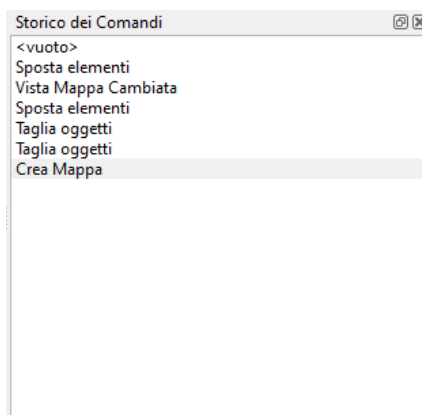 Storico dei Comandi
<vuoto>
Sposta elementi
Vista Mappa Cambiata
Sposta elementi
Taglia oggetti
Taglia oggetti
Crea Mappa